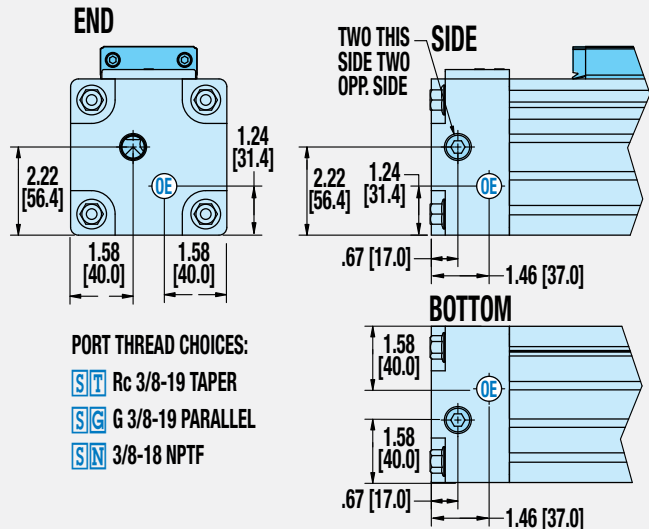 END
OE
1.24
[31.4]
2.22
[56.4]
1.58
[40.0]
1.58
[40.0]
SIDE
TWO THIS
SIDE TWO
OPP. SIDE
OE
2.22
[56.4]
1.24
[31.4]
.67 [17.0]
1.46 [37.0]
BOTTOM
1.58
[40.0]
OE
1.58
[40.0]
.67 [17.0]
1.46 [37.0]
PORT THREAD CHOICES:
ST Rc 3/8-19 TAPER
SG G 3/8-19 PARALLEL
SN 3/8-18 NPTF